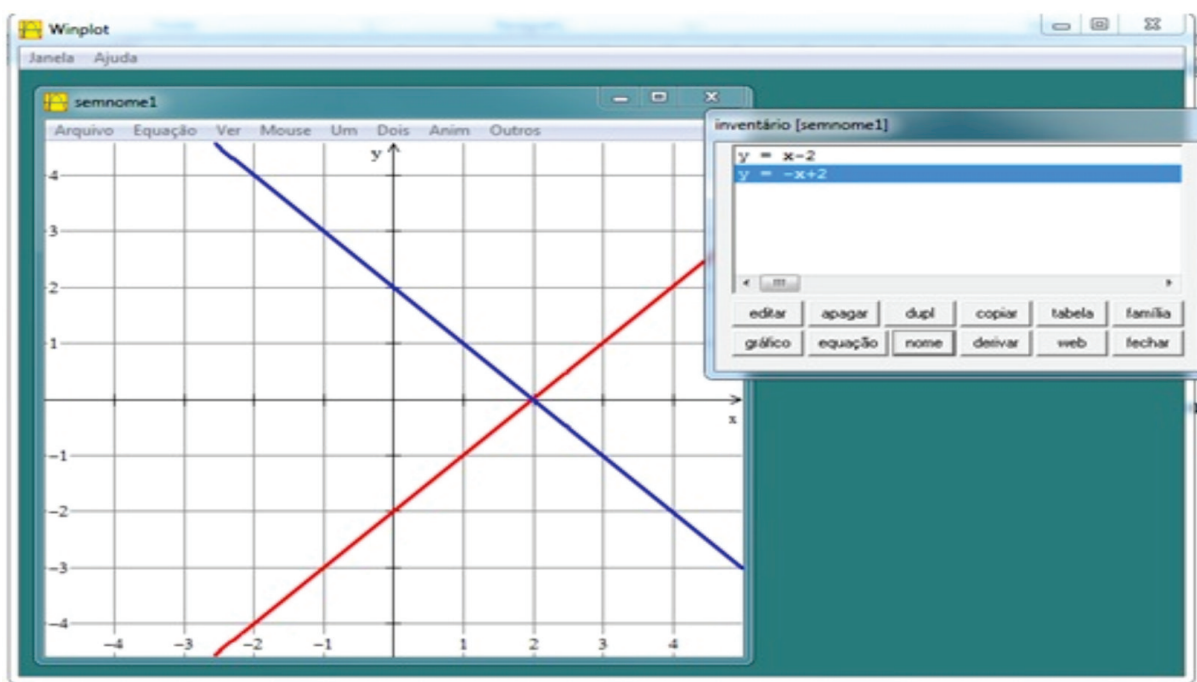 Winplot
Janela Ajuda
semnome1
Arquivo Equação Ver Mouse Um Dois Anim Outros
inventário [semnome1]
y = x-2
y = -x+2
editar apagar dupl copiar tabela família
gráfico equação nome derivar web fechar
y
4
3
2
1
-1
-2
-3
-4
x
-4 -3 -2 -1 1 2 3 4